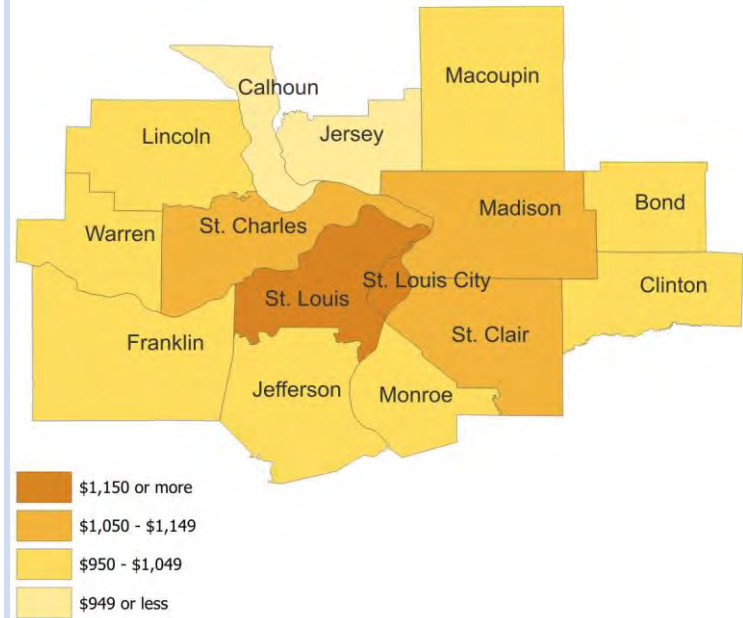 Calhoun
Macoupin
Lincoln
Jersey
Warren
St. Charles
Madison
Bond
St. Louis
St. Louis City
Clinton
Franklin
St. Clair
Jefferson
Monroe
$1,150 or more
$1,050 - $1,149
$950 - $1,049
$949 or less